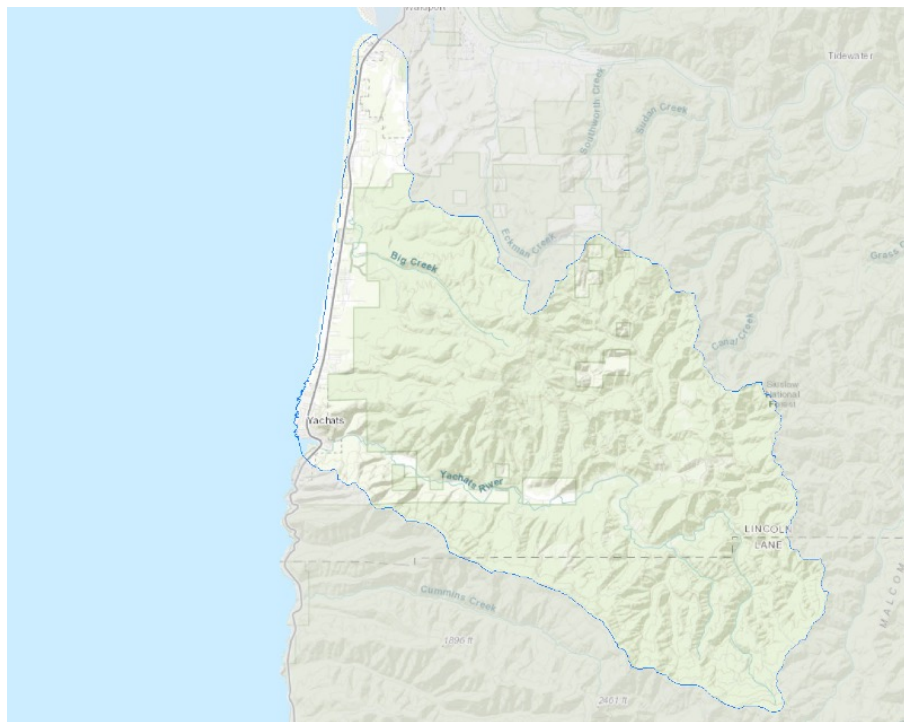 Tidewater
Southworth Creek
Sudan Creek
Eckman Creek
Grass C
Big Creek
Canal Creek
Siuslaw
National
Forest
Yachats
Yachats River
LINCOLN
LANE
Cummins Creek
MALCOM
1896 ft
2461 ft